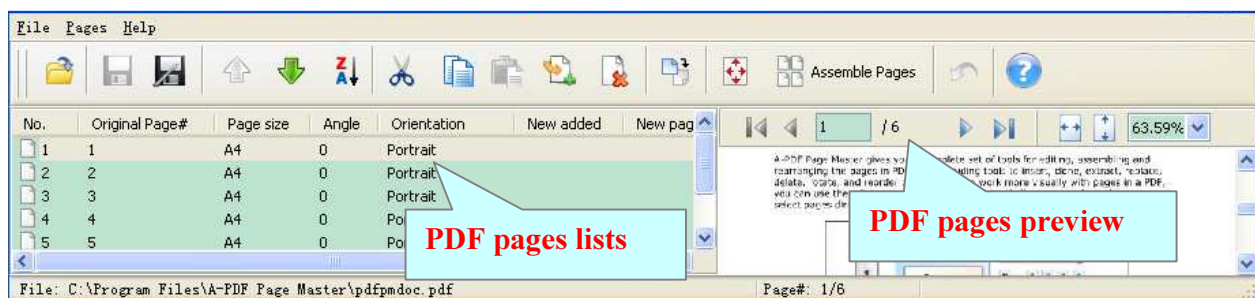 File Pages Help
Assemble Pages
No. Original Page# Page size Angle Orientation New added New pag
1 / 6 63.59%
1 1 A4 0 Portrait
2 2 A4 0 Portrait
3 3 A4 0 Portrait
4 4 A4 0 Po
5 5 A4 0 Po
PDF pages lists
A-PDF Page Master gives yo plete set of tools for editing, assembling and
rearranging the pages in PD uding tools to insert, clone, extract, replace,
delete, rotate, and reorder work more visually with pages in a PDF,
you can use the
select pages di
PDF pages preview
File: C:\Program Files\A-PDF Page Master\pdfpmdoc.pdf Page#: 1/6